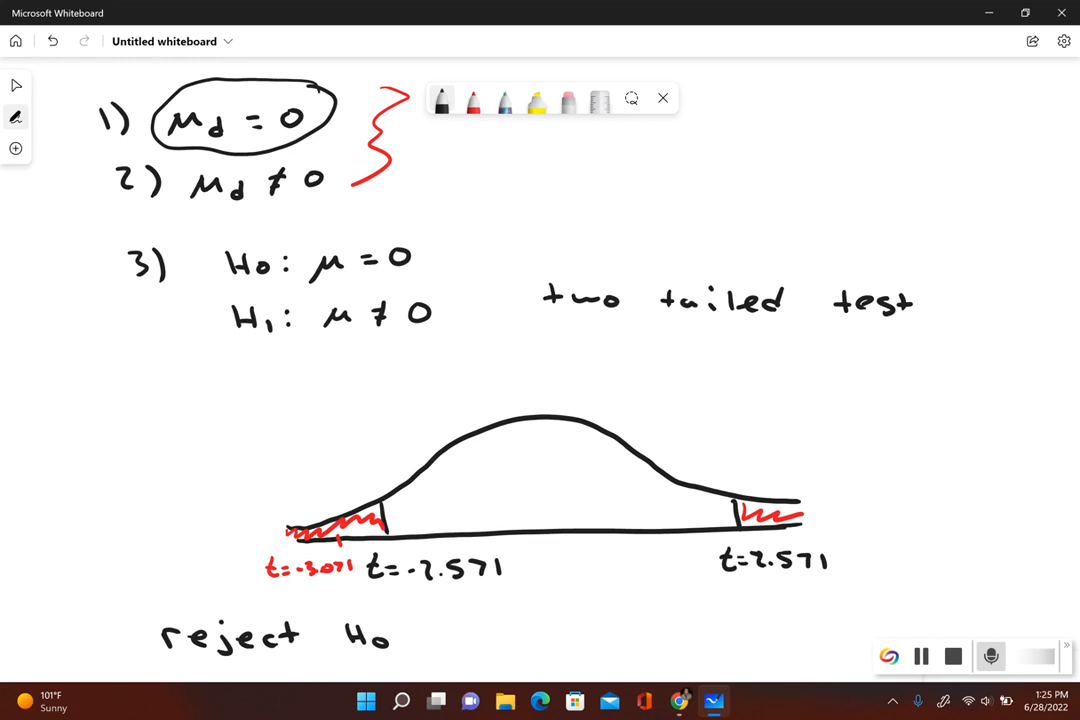 Microsoft Whiteboard
Untitled whiteboard
1) μd = 0
2) μd ≠ 0
3) H0: μ = 0
H1: μ ≠ 0
two tailed test
t=-3.071 t=-2.571 t=2.571
reject H0
101°F
Sunny
1:25 PM
6/28/2022